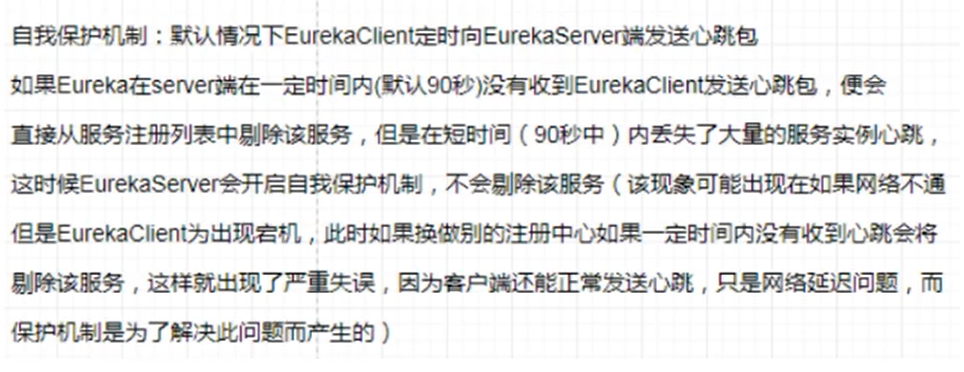 自我保护机制：默认情况下EurekaClient定时向EurekaServer端发送心跳包
如果Eureka在server端在一定时间内(默认90秒)没有收到EurekaClient发送心跳包，便会
直接从服务注册列表中剔除该服务，但是在短时间（90秒中）内丢失了大量的服务实例心跳，
这时候EurekaServer会开启自我保护机制，不会剔除该服务（该现象可能出现在如果网络不通
但是EurekaClient为出现宕机，此时如果换做别的注册中心如果一定时间内没有收到心跳会将
剔除该服务，这样就出现了严重失误，因为客户端还能正常发送心跳，只是网络延迟问题，而
保护机制是为了解决此问题而产生的）